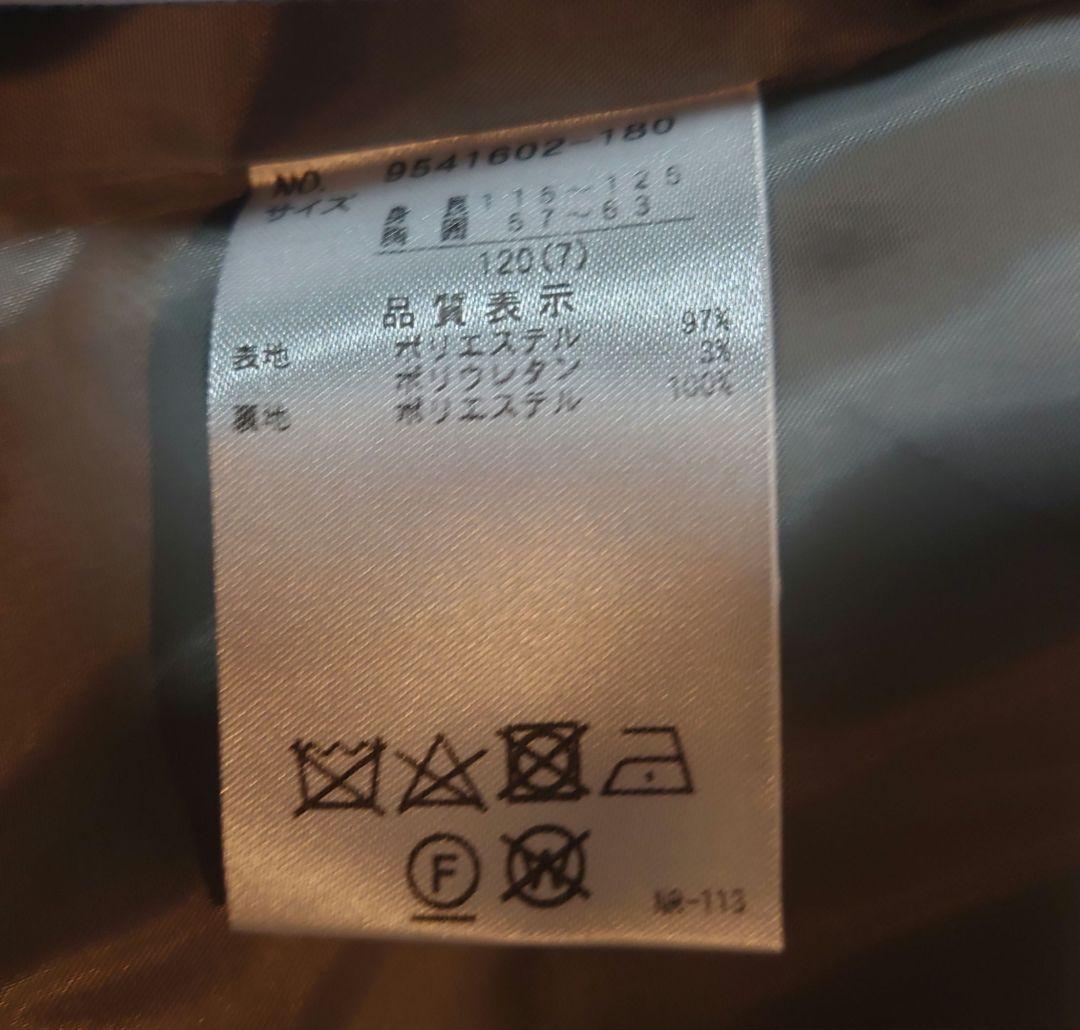 NO. 9541602-180
サイズ 身長 115~125
胸囲 57~63
120(7)
品質表示
表地 ポリエステル 97%
ポリウレタン 3%
裏地 ポリエステル 100%
F W
NR-113